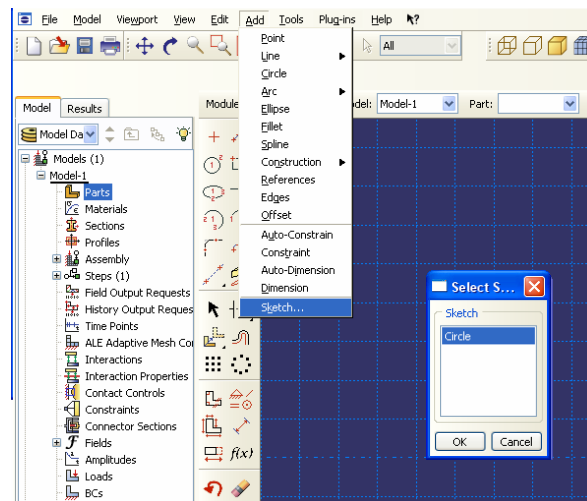 File Model Viewport View Edit Add Tools Plug-ins Help
All
Point
Line
Circle
Arc
Ellipse
Fillet
Spline
Construction
References
Edges
Offset
Auto-Constrain
Constraint
Auto-Dimension
Dimension
Sketch...
Model Results
Module
del: Model-1 Part:
Model Da
Models (1)
Model-1
Parts
Materials
Sections
Profiles
Assembly
Steps (1)
Field Output Requests
History Output Reques
Time Points
ALE Adaptive Mesh Co
Interactions
Interaction Properties
Contact Controls
Constraints
Connector Sections
Fields
Amplitudes
Loads
BCs
f(x)
Select S...
Sketch
Circle
OK Cancel